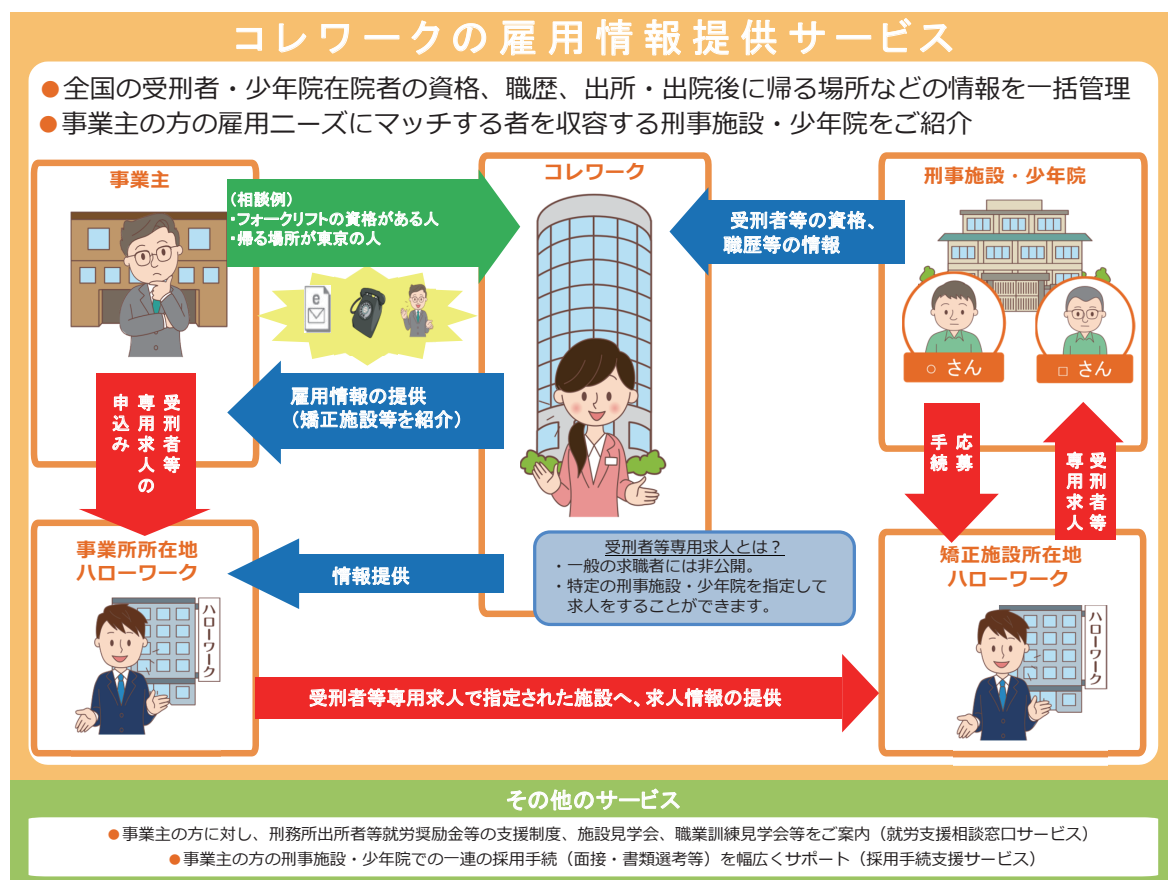 コレワークの雇用情報提供サービス
●全国の受刑者・少年院在院者の資格、職歴、出所・出院後に帰る場所などの情報を一括管理
●事業主の方の雇用ニーズにマッチする者を収容する刑事施設・少年院をご紹介
事業主
(相談例)
・フォークリフトの資格がある人
・帰る場所が東京の人
コレワーク
受刑者等の資格、
職歴等の情報
刑事施設・少年院
○ さん
□ さん
e
雇用情報の提供
(矯正施設等を紹介)
受刑者等
専用求人の
申込み
応募
手続
受刑者等
専用求人
事業所所在地
ハローワーク
ハローワーク
情報提供
受刑者等専用求人とは?
・一般の求職者には非公開。
・特定の刑事施設・少年院を指定して
求人をすることができます。
矯正施設所在地
ハローワーク
ハローワーク
受刑者等専用求人で指定された施設へ、求人情報の提供
その他のサービス
●事業主の方に対し、刑務所出所者等就労奨励金等の支援制度、施設見学会、職業訓練見学会等をご案内(就労支援相談窓口サービス)
●事業主の方の刑事施設・少年院での一連の採用手続(面接・書類選考等)を幅広くサポート(採用手続支援サービス)